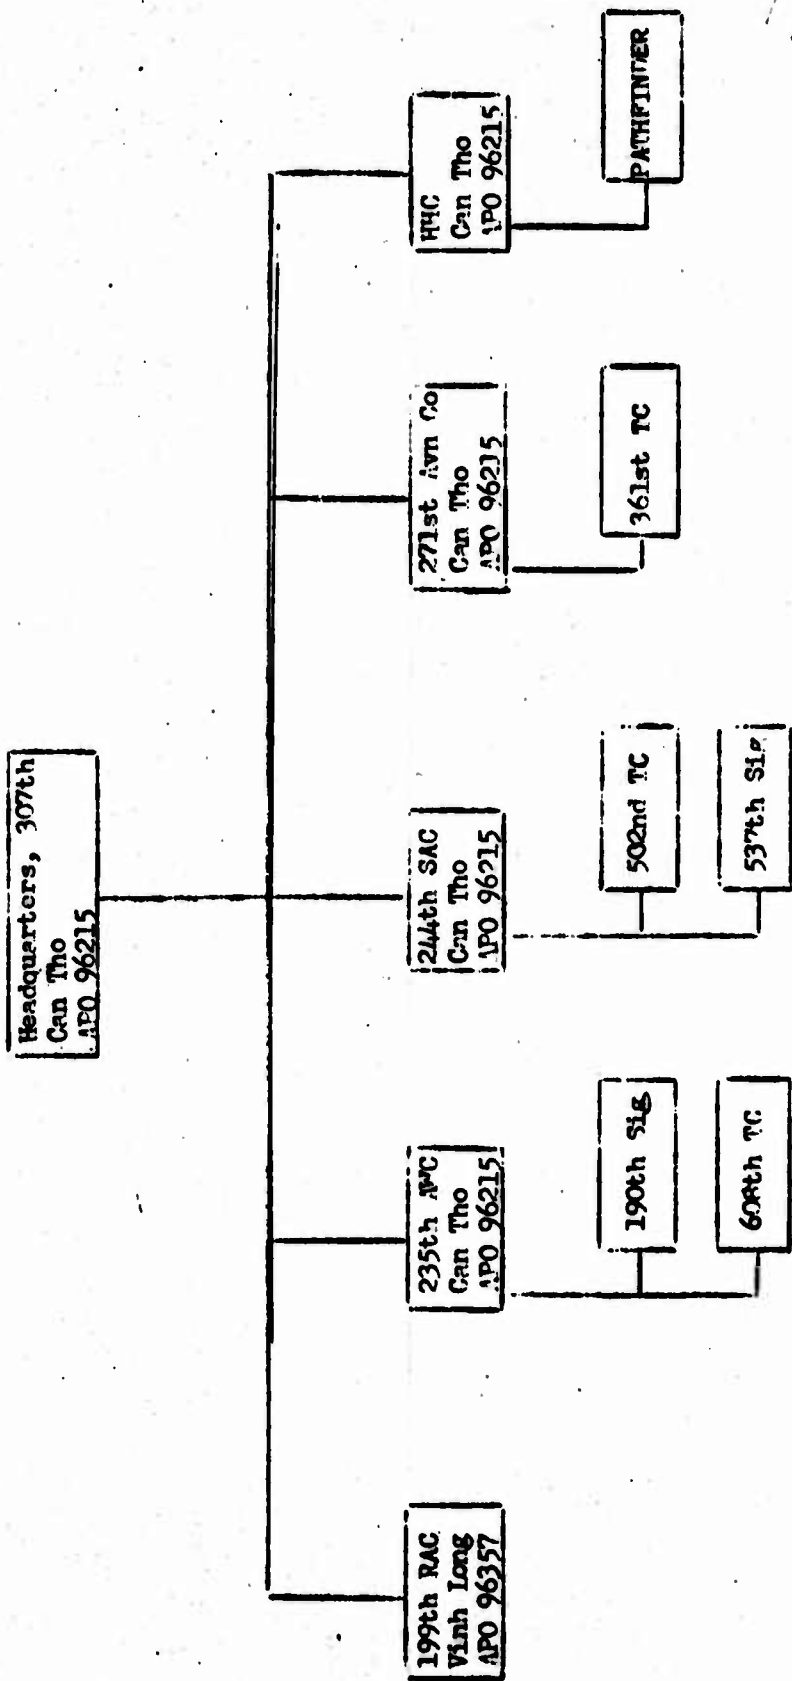 Headquarters, 307th
Can Tho
APO 96215
199th RAC
Vinh Long
APO 96357
235th AWC
Can Tho
APO 96215
244th SAC
Can Tho
APO 96215
271st Avn Co
Can Tho
APO 96215
HHC
Can Tho
APO 96215
190th Sig
608th TC
502nd TC
537th Sig
361st TC
PATHFINDER